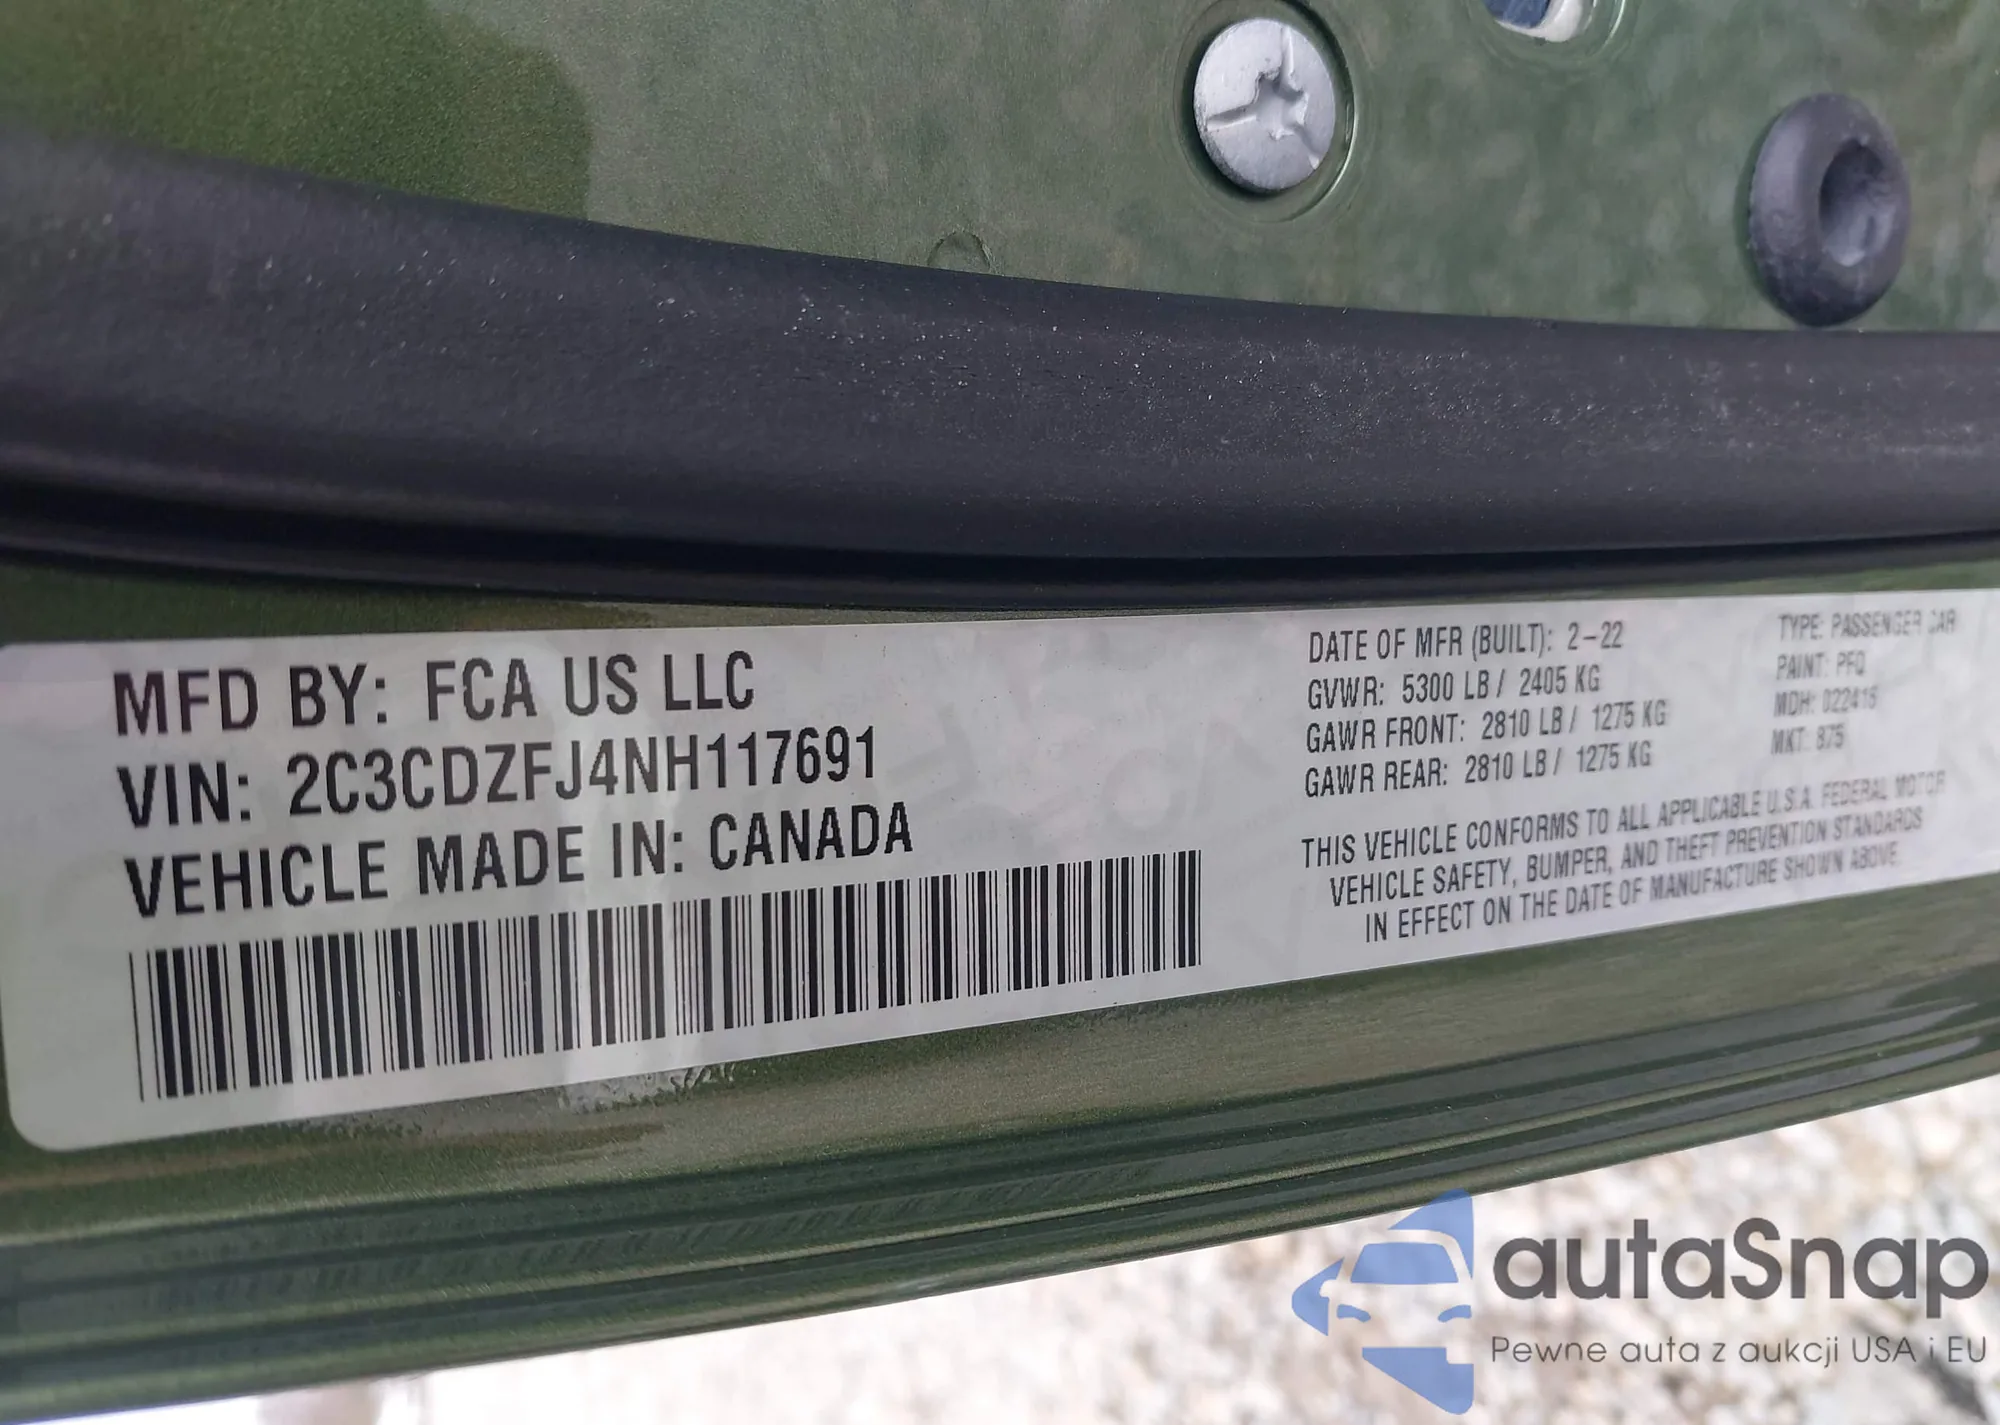 MFD BY: FCA US LLC
VIN: 2C3CDZFJ4NH117691
VEHICLE MADE IN: CANADA
DATE OF MFR (BUILT): 2-22
GVWR: 5300 LB / 2405 KG
GAWR FRONT: 2810 LB / 1275 KG
GAWR REAR: 2810 LB / 1275 KG
TYPE: PASSENGER CAR
PAINT: PFQ
MDH: 022416
MKT: 875
THIS VEHICLE CONFORMS TO ALL APPLICABLE U.S.A. FEDERAL MOTOR
VEHICLE SAFETY, BUMPER, AND THEFT PREVENTION STANDARDS
IN EFFECT ON THE DATE OF MANUFACTURE SHOWN ABOVE.
autaSnap
Pewne auta z aukcji USA i EU